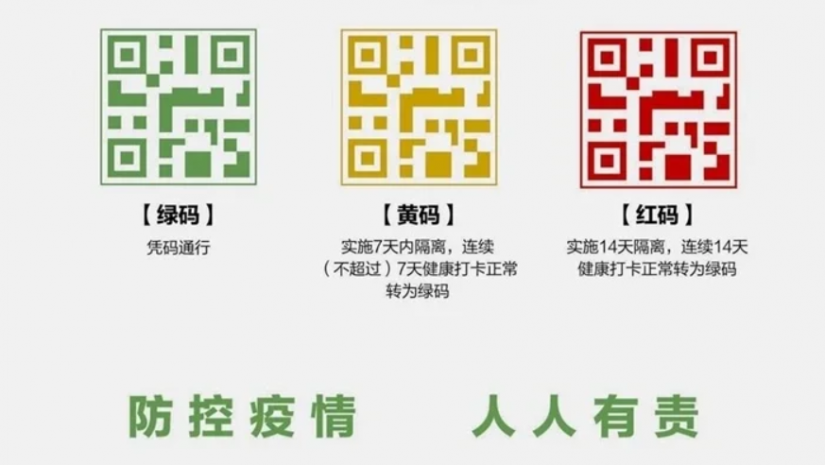 【绿码】
凭码通行
【黄码】
实施7天内隔离，连续
（不超过）7天健康打卡正常
转为绿码
【红码】
实施14天隔离，连续14天
健康打卡正常转为绿码
防控疫情 人人有责